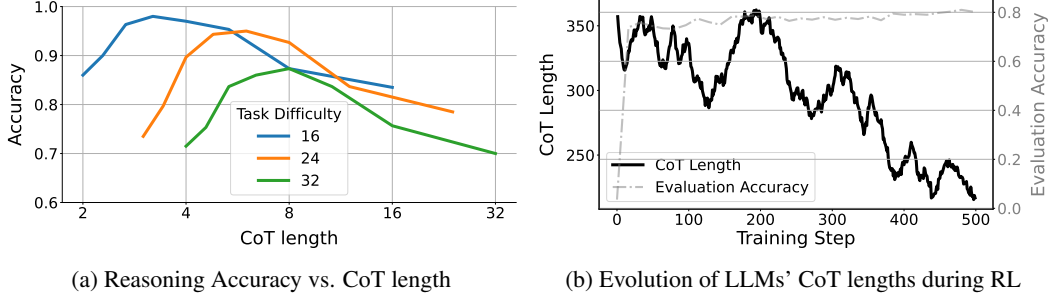 1.0
0.9
0.8
0.7
0.6
Accuracy
Task Difficulty
16
24
32
2
4
8
16
32
CoT length
(a) Reasoning Accuracy vs. CoT length
350
300
250
CoT Length
CoT Length
Evaluation Accuracy
0.8
0.6
0.4
0.2
0.0
Evaluation Accuracy
0
100
200
300
400
500
Training Step
(b) Evolution of LLMs' CoT lengths during RL